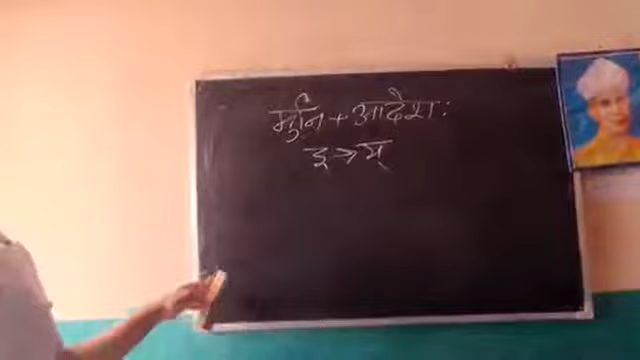 मुनि + आदेशः
इ → य्